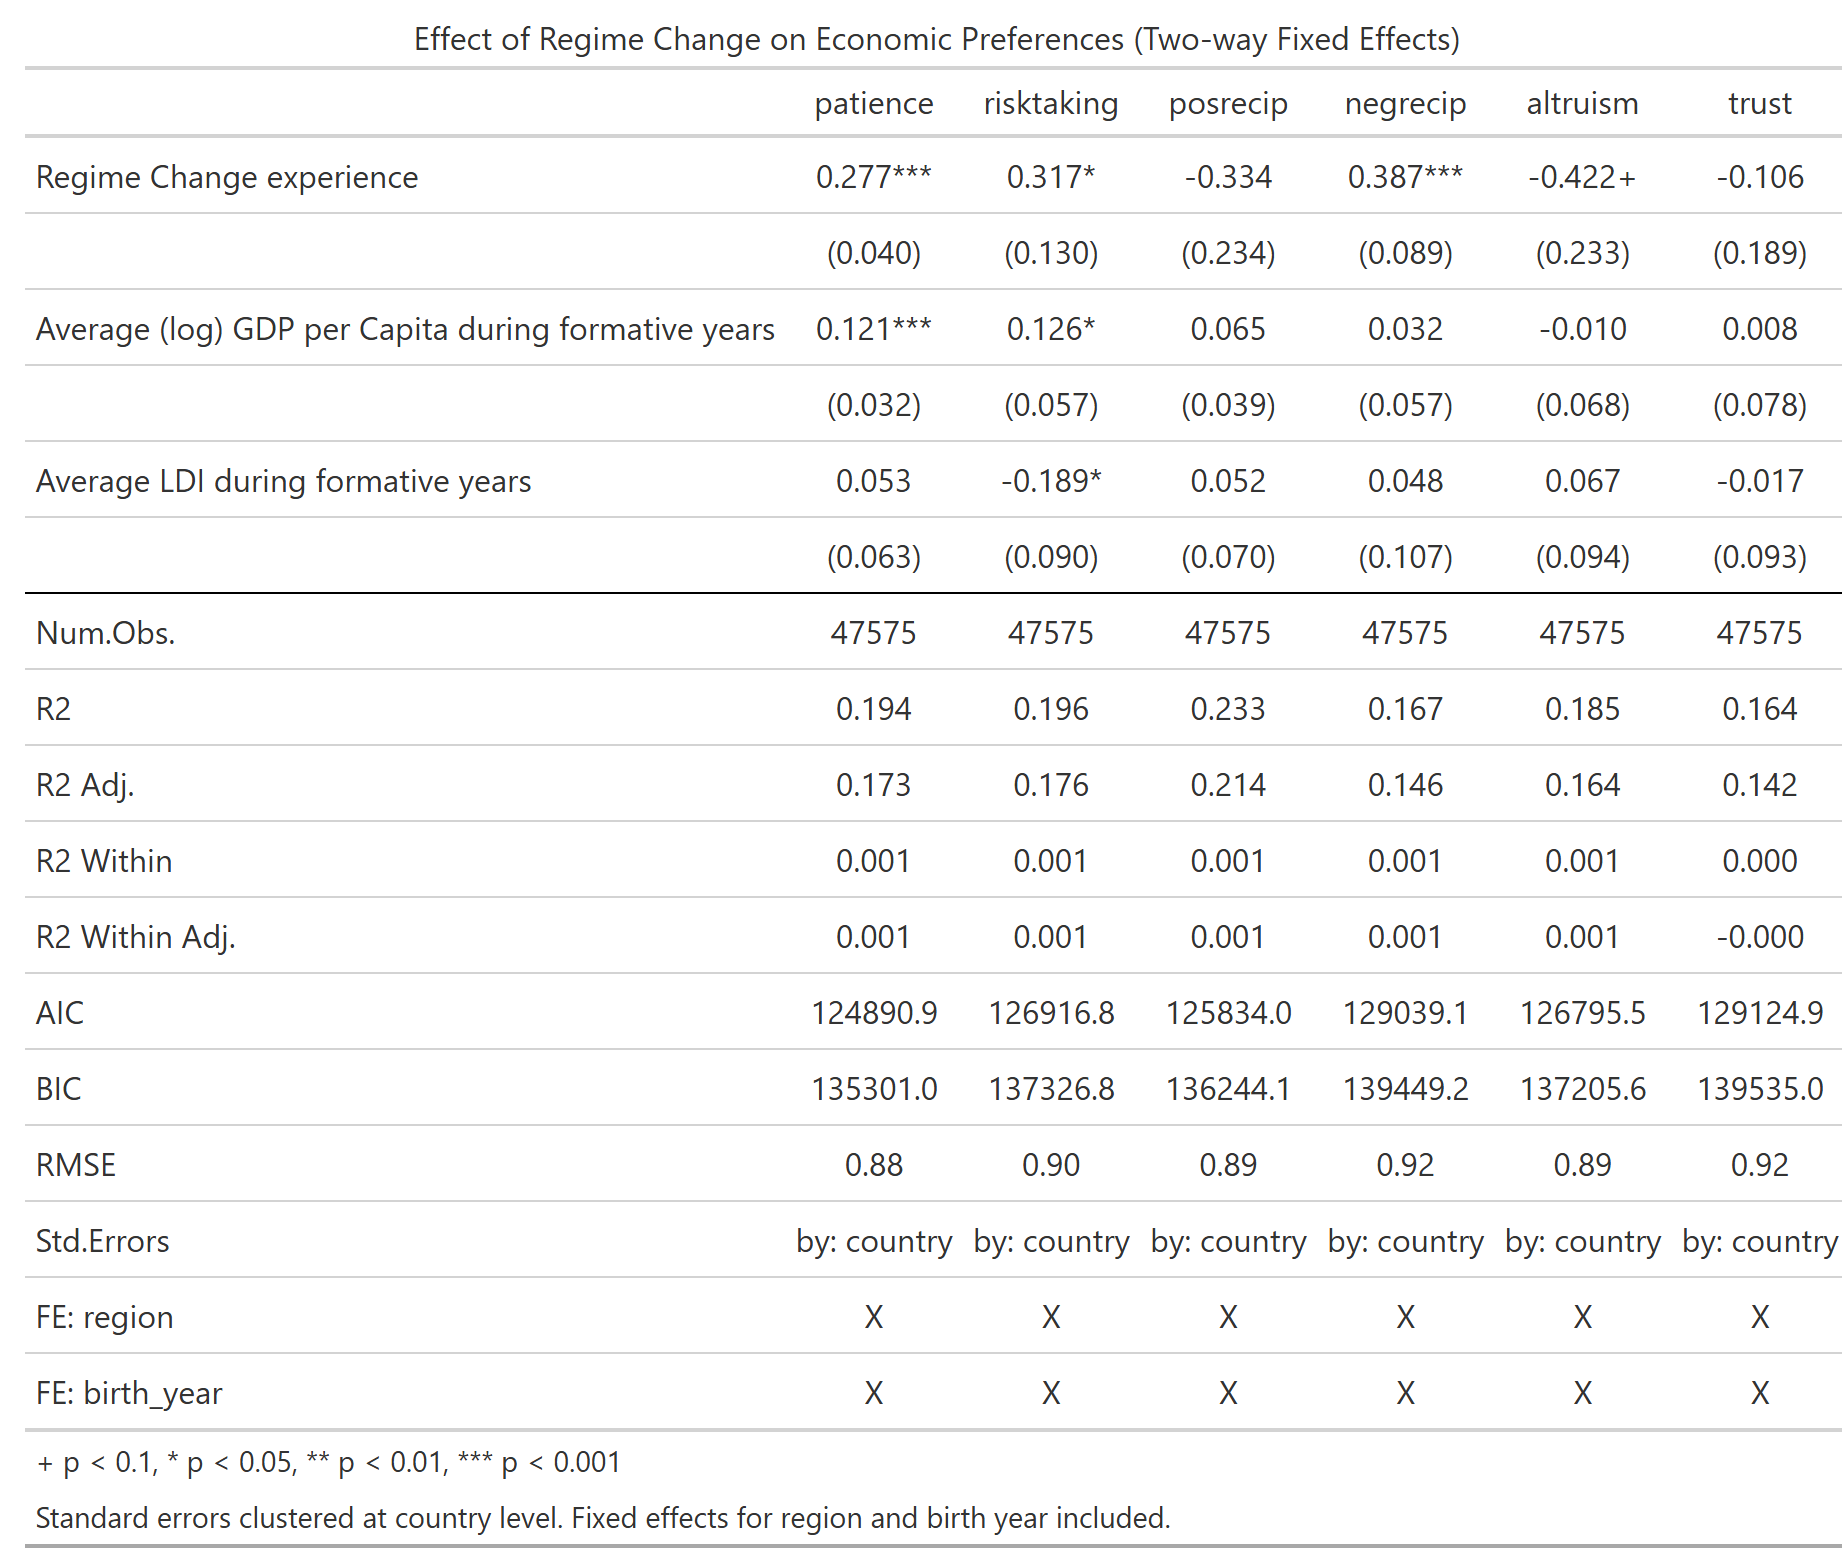 Effect of Regime Change on Economic Preferences (Two-way Fixed Effects)
patience risktaking posrecip negrecip altruism trust
Regime Change experience 0.277*** 0.317* -0.334 0.387*** -0.422+ -0.106
(0.040) (0.130) (0.234) (0.089) (0.233) (0.189)
Average (log) GDP per Capita during formative years 0.121*** 0.126* 0.065 0.032 -0.010 0.008
(0.032) (0.057) (0.039) (0.057) (0.068) (0.078)
Average LDI during formative years 0.053 -0.189* 0.052 0.048 0.067 -0.017
(0.063) (0.090) (0.070) (0.107) (0.094) (0.093)
Num.Obs. 47575 47575 47575 47575 47575 47575
R2 0.194 0.196 0.233 0.167 0.185 0.164
R2 Adj. 0.173 0.176 0.214 0.146 0.164 0.142
R2 Within 0.001 0.001 0.001 0.001 0.001 0.000
R2 Within Adj. 0.001 0.001 0.001 0.001 0.001 -0.000
AIC 124890.9 126916.8 125834.0 129039.1 126795.5 129124.9
BIC 135301.0 137326.8 136244.1 139449.2 137205.6 139535.0
RMSE 0.88 0.90 0.89 0.92 0.89 0.92
Std.Errors by: country by: country by: country by: country by: country by: country
FE: region X X X X X X
FE: birth_year X X X X X X
+ p < 0.1, * p < 0.05, ** p < 0.01, *** p < 0.001
Standard errors clustered at country level. Fixed effects for region and birth year included.